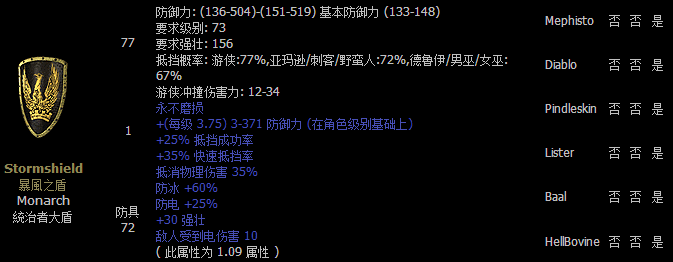 防御力: (136-504)-(151-519) 基本防御力 (133-148)
要求级别: 73
要求强壮: 156
抵挡概率: 游侠:77%,亚玛逊/刺客/野蛮人:72%,德鲁伊/男巫/女巫:
67%
游侠冲撞伤害力: 12-34
永不磨损
+(每级 3.75) 3-371 防御力 (在角色级别基础上)
+25% 抵挡成功率
+35% 快速抵挡率
抵消物理伤害 35%
防冰 +60%
防电 +25%
+30 强壮
敌人受到电伤害 10
( 此属性为 1.09 属性 )
77
1
防具
72
Stormshield
暴風之盾
Monarch
統治者大盾
Mephisto 否 否 是
Diablo 否 否 是
Pindleskin 否 否 是
Lister 否 否 是
Baal 否 否 是
HellBovine 否 否 是